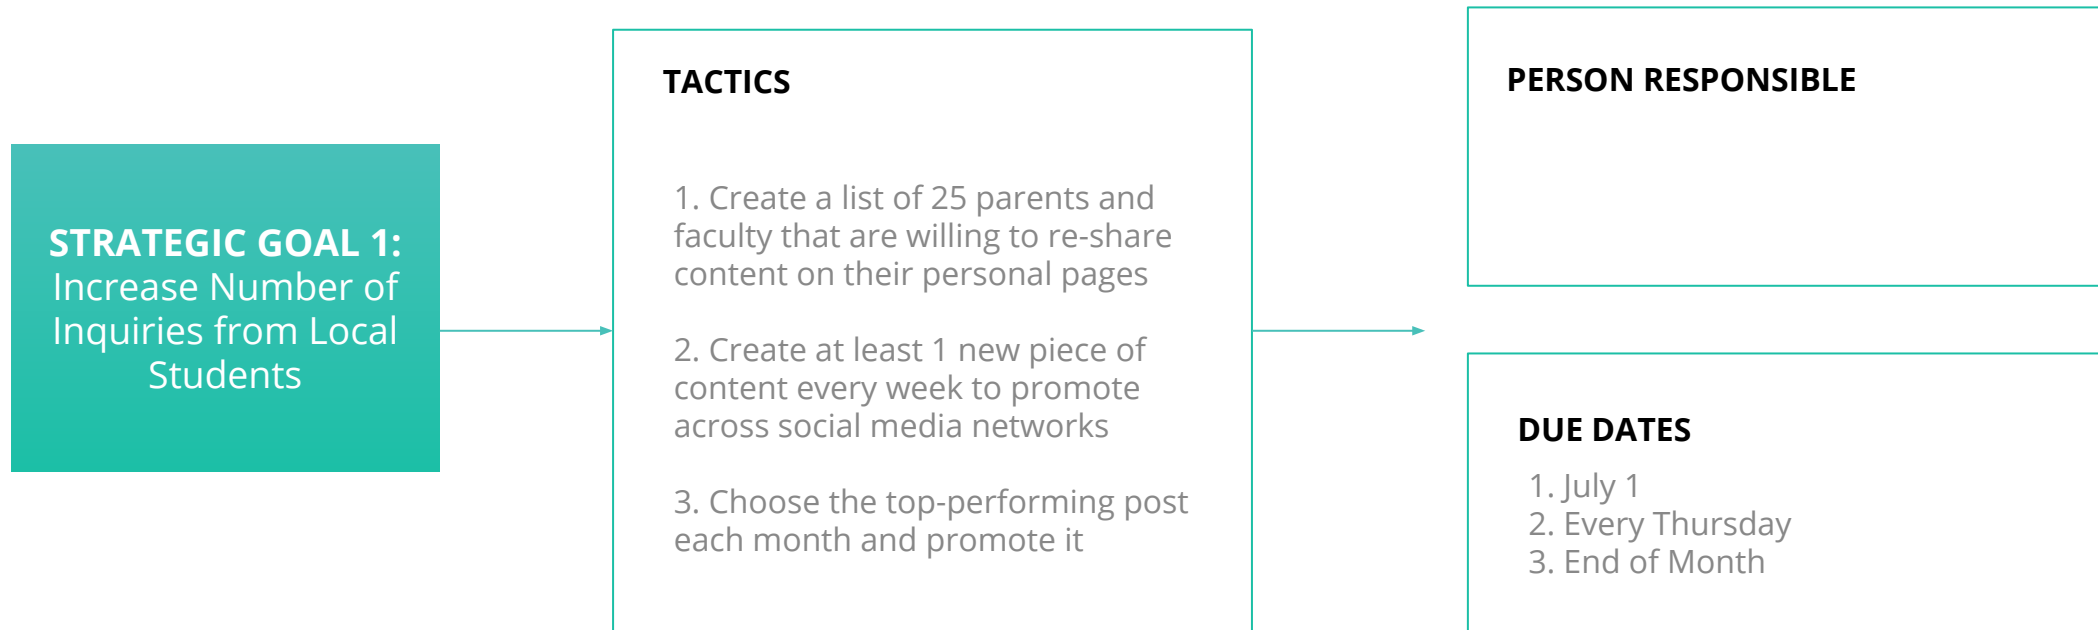 STRATEGIC GOAL 1:
Increase Number of
Inquiries from Local
Students
TACTICS
1. Create a list of 25 parents and
faculty that are willing to re-share
content on their personal pages
2. Create at least 1 new piece of
content every week to promote
across social media networks
3. Choose the top-performing post
each month and promote it
PERSON RESPONSIBLE
DUE DATES
1. July 1
2. Every Thursday
3. End of Month